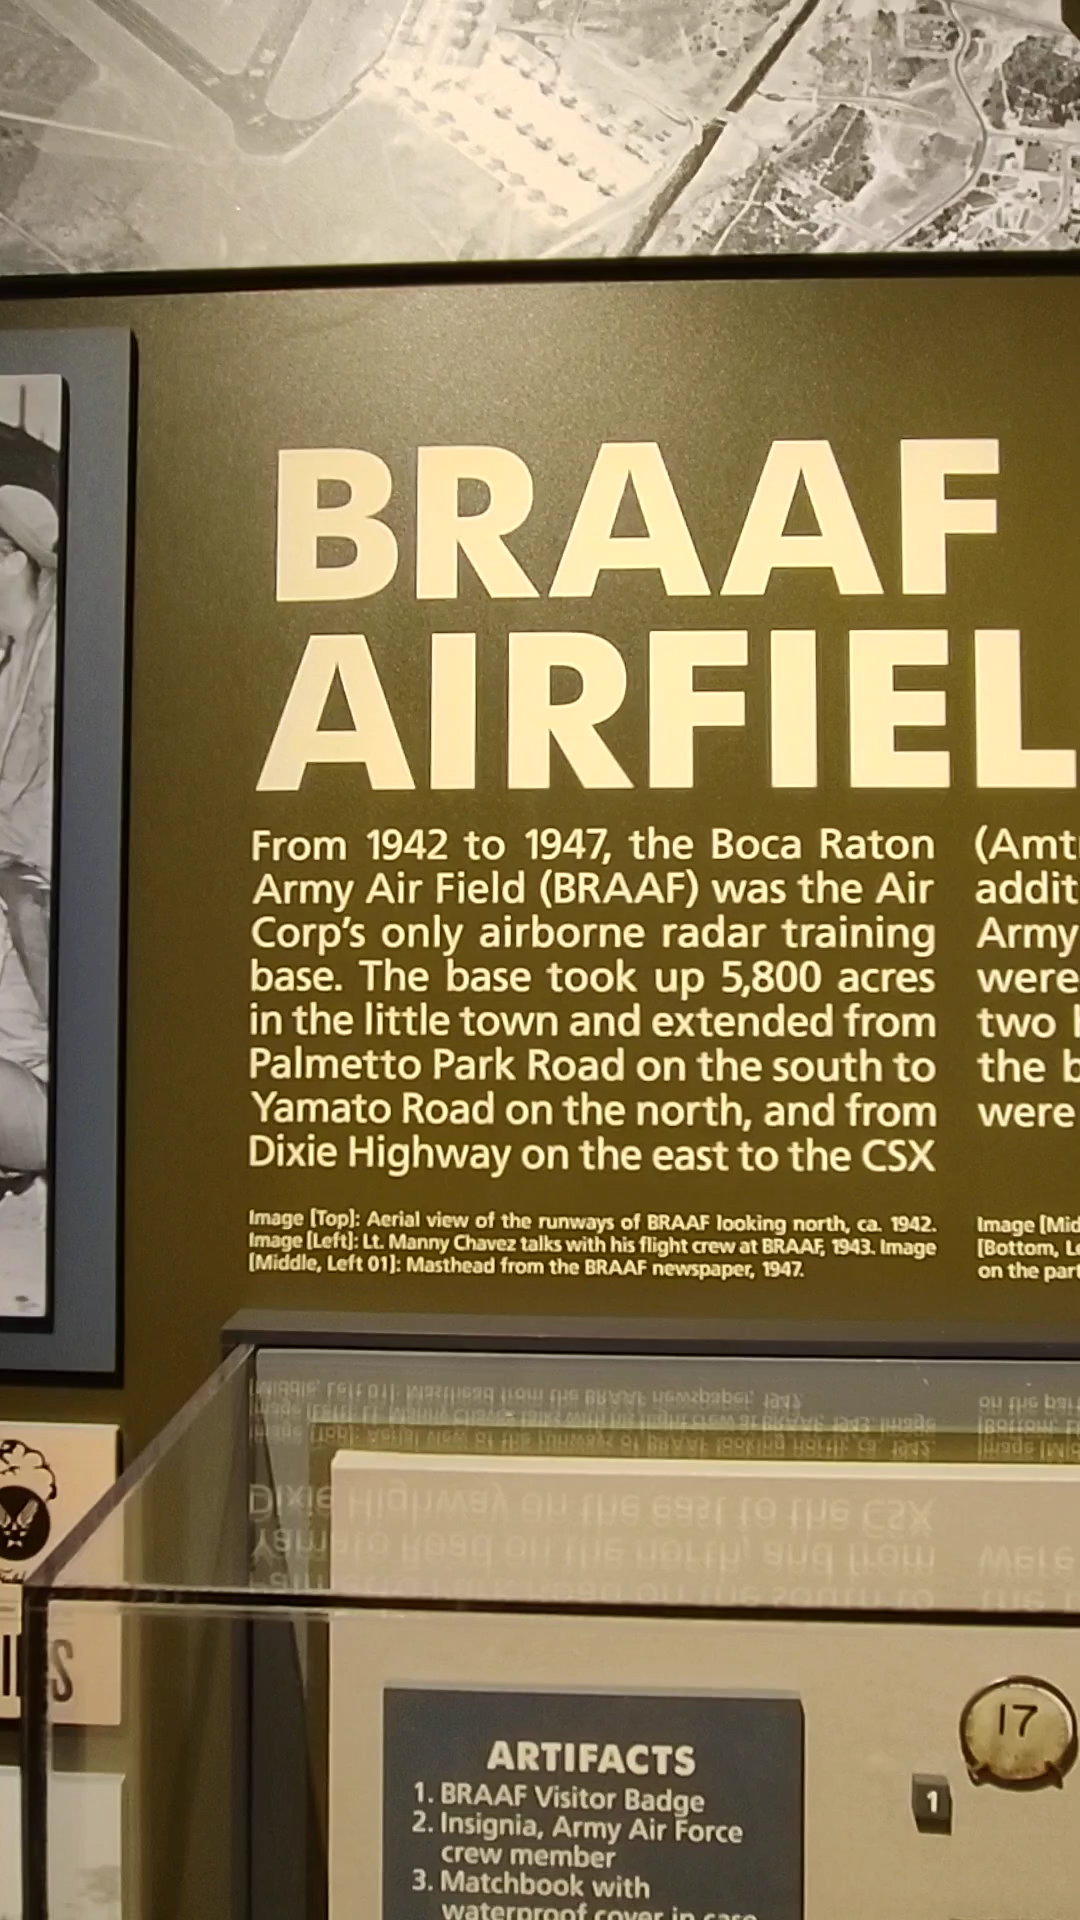 BRAAF
AIRFIEL
From 1942 to 1947, the Boca Raton
Army Air Field (BRAAF) was the Air
Corp's only airborne radar training
base. The base took up 5,800 acres
in the little town and extended from
Palmetto Park Road on the south to
Yamato Road on the north, and from
Dixie Highway on the east to the CSX
Image [Top]: Aerial view of the runways of BRAAF looking north, ca. 1942.
Image [Left]: Lt. Manny Chavez talks with his flight crew at BRAAF, 1943. Image
[Middle, Left 01]: Masthead from the BRAAF newspaper, 1947.
(Amt
addit
Army
were
two
the b
were
Image [Mid
[Bottom, Le
on the part
17
1
ARTIFACTS
1. BRAAF Visitor Badge
2. Insignia, Army Air Force
crew member
3. Matchbook with
waterproof cover in case